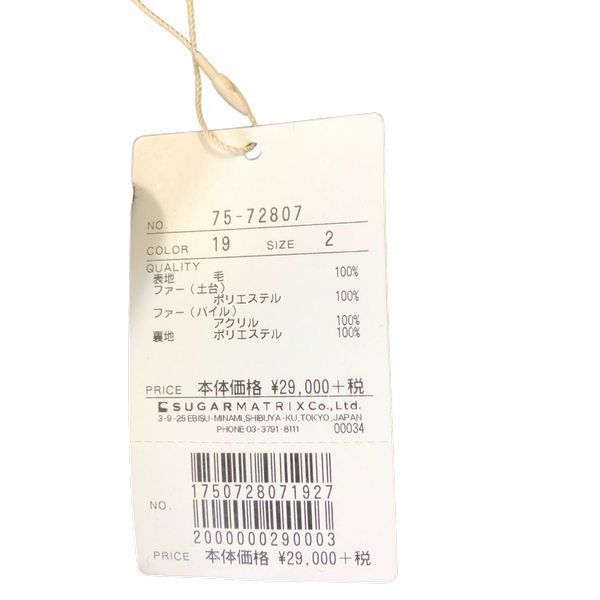 NO. 75-72807
COLOR 19 SIZE 2
QUALITY
表地 毛 100%
ファー(土台)
ポリエステル 100%
ファー(パイル)
アクリル 100%
裏地 ポリエステル 100%
PRICE 本体価格 ¥29,000+税
SUGARMATRIX Co., Ltd.
3-9-25 EBISU-MINAMI, SHIBUYA-KU, TOKYO, JAPAN
PHONE 03-3791-8111 00034
1750728071927
NO.
2000000290003
PRICE 本体価格 ¥29,000+税